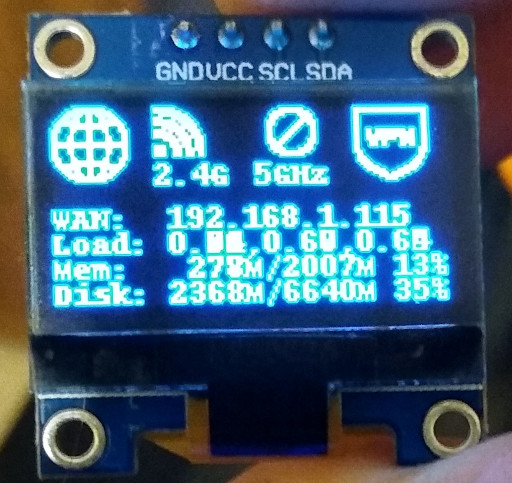 GND VCC SCL SDA
VPN
2.4G 5GHz
WAN: 192.168.1.115
Load:
Mem: /2007M 13%
Disk: 2368M/6640M 35%